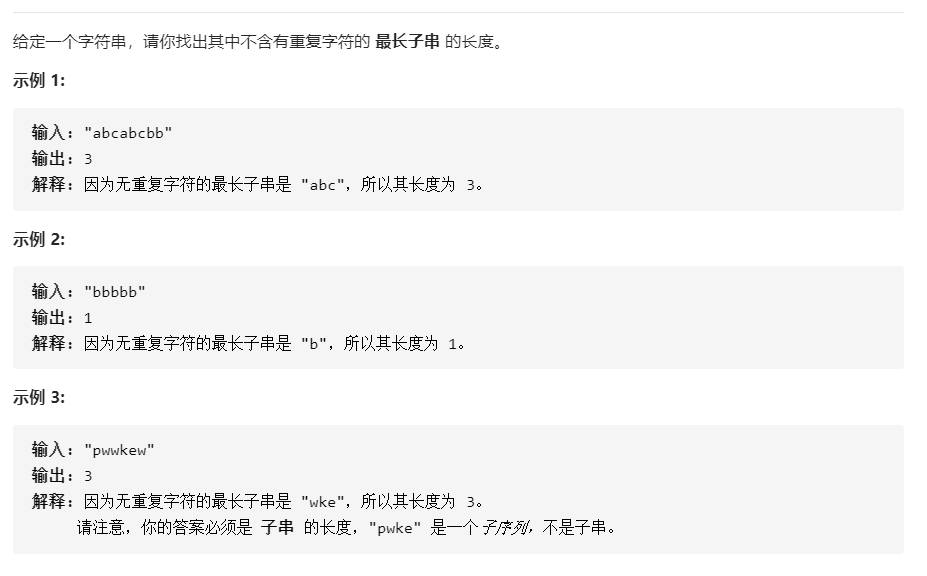 给定一个字符串，请你找出其中不含有重复字符的 最长子串 的长度。
示例 1:
输入: "abcabcbb"
输出: 3
解释: 因为无重复字符的最长子串是 "abc"，所以其长度为 3。
示例 2:
输入: "bbbbb"
输出: 1
解释: 因为无重复字符的最长子串是 "b"，所以其长度为 1。
示例 3:
输入: "pwwkew"
输出: 3
解释: 因为无重复字符的最长子串是 "wke"，所以其长度为 3。
请注意，你的答案必须是 子串 的长度，"pwke" 是一个子序列，不是子串。